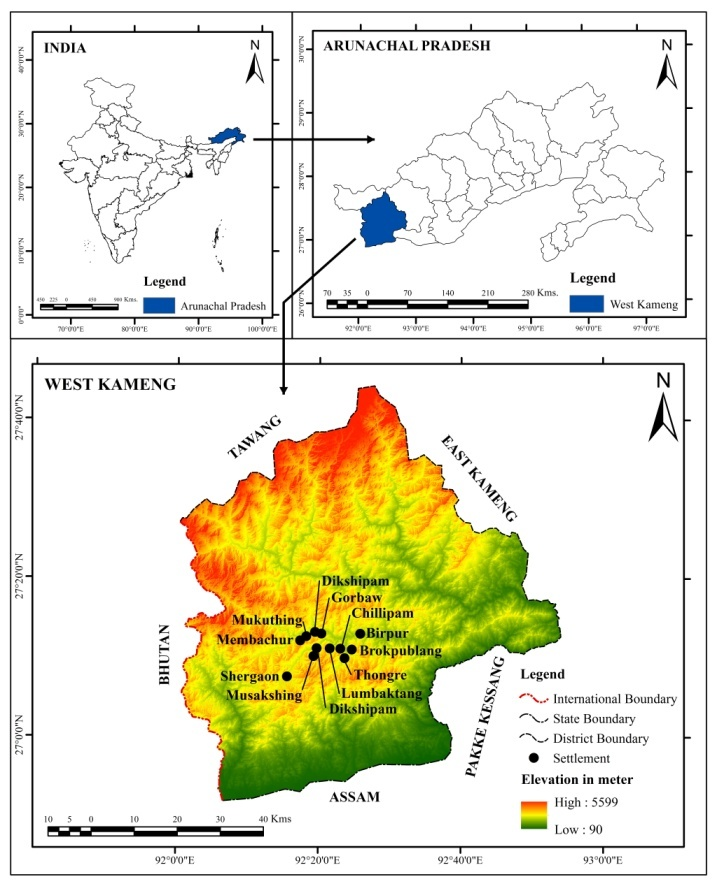 INDIA
N
40°0'0"N
30°0'0"N
20°0'0"N
10°0'0"N
0°0'0"
Legend
450 225 0 450 900 Kms.
Arunachal Pradesh
70°0'0"E 80°0'0"E 90°0'0"E 100°0'0"E
ARUNACHAL PRADESH
N
30°0'0"N
29°0'0"N
28°0'0"N
27°0'0"N
26°0'0"N
Legend
70 35 0 70 140 210 280 Kms.
West Kameng
92°0'0"E 93°0'0"E 94°0'0"E 95°0'0"E 96°0'0"E 97°0'0"E
WEST KAMENG
N
27°40'0"N
27°20'0"N
27°0'0"N
TAWANG
EAST KAMENG
BHUTAN
PAKKE KESSANG
ASSAM
Dikshipam
Gorbaw
Chillipam
Mukuthing
Birpur
Membachur
Brokpublang
Shergaon
Thongre
Musakshing
Lumbaktang
Dikshipam
Legend
International Boundary
State Boundary
District Boundary
Settlement
Elevation in meter
High : 5599
Low : 90
10 5 0 10 20 30 40 Kms
92°0'0"E 92°20'0"E 92°40'0"E 93°0'0"E